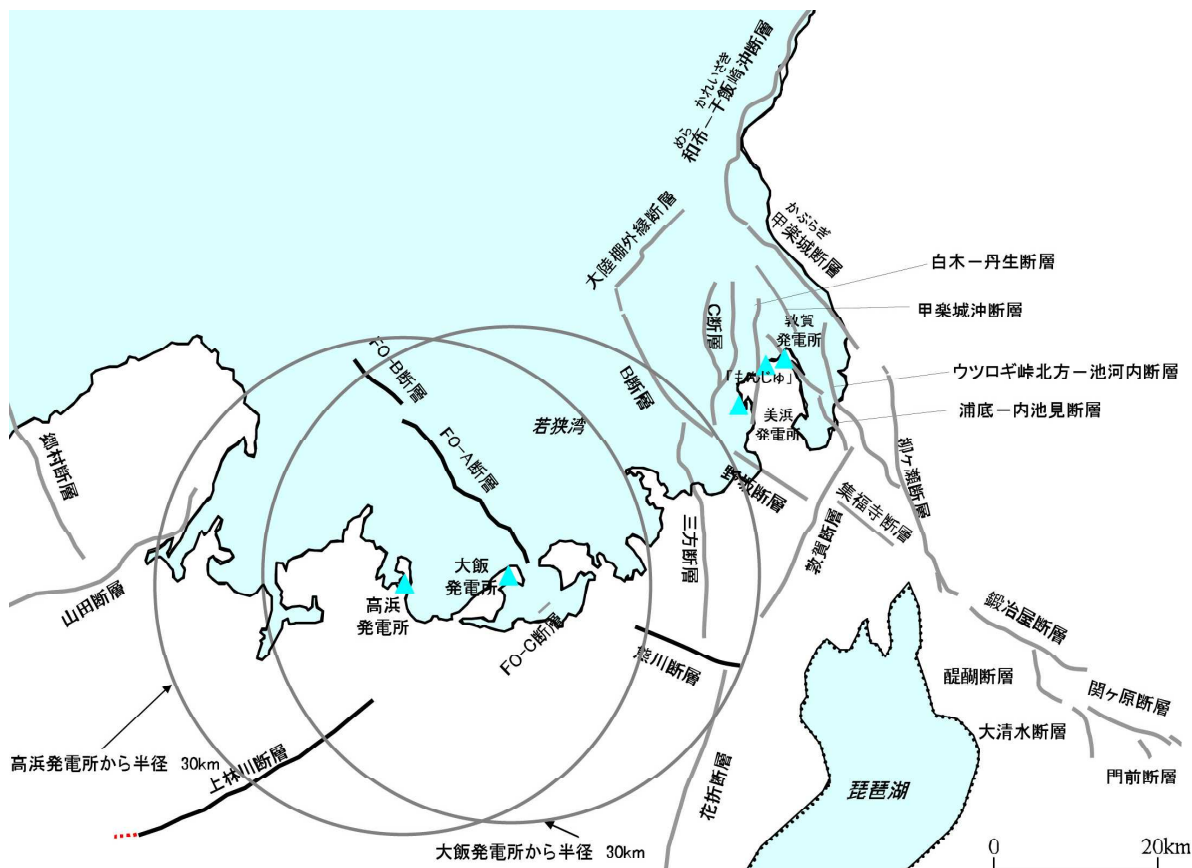 かれいざき
めら
和布－干飯崎沖断層
かぶらぎ
甲楽城断層
大陸棚外縁断層
白木－丹生断層
C断層
甲楽城沖断層
敦賀
発電所
FO-B断層
B断層
「もんじゅ」
ウツロギ峠北方－池河内断層
美浜
発電所
浦底－内池見断層
若狭湾
FO-A断層
郷村断層
野坂断層
柳ヶ瀬断層
集福寺断層
三方断層
敦賀断層
大飯
発電所
山田断層
高浜
発電所
FO-C断層
熊川断層
鍛冶屋断層
醍醐断層
関ヶ原断層
大清水断層
高浜発電所から半径 30km
上林川断層
門前断層
花折断層
琵琶湖
大飯発電所から半径 30km
0 20km